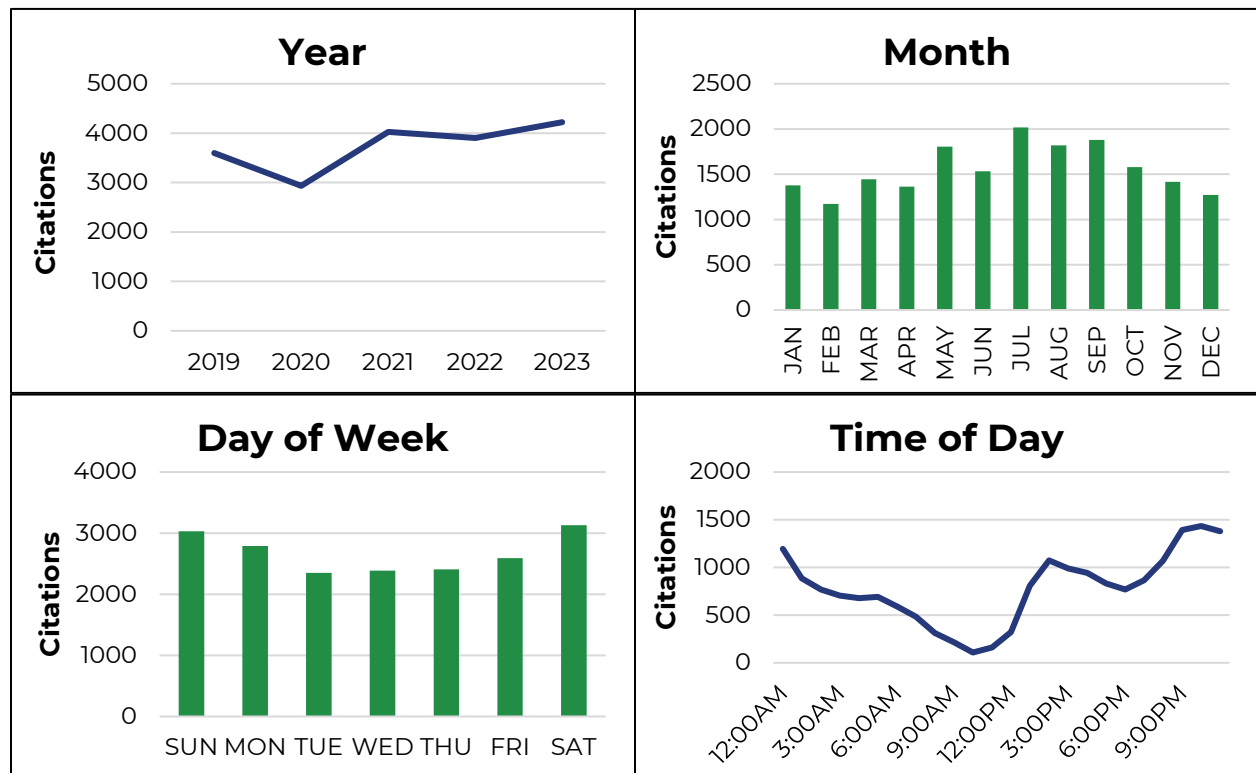 Year
Citations
5000
4000
3000
2000
1000
0
2019 2020 2021 2022 2023
Month
Citations
2500
2000
1500
1000
500
0
JAN FEB MAR APR MAY JUN JUL AUG SEP OCT NOV DEC
Day of Week
Citations
4000
3000
2000
1000
0
SUN MON TUE WED THU FRI SAT
Time of Day
Citations
2000
1500
1000
500
0
12:00AM 3:00AM 6:00AM 9:00AM 12:00PM 3:00PM 6:00PM 9:00PM